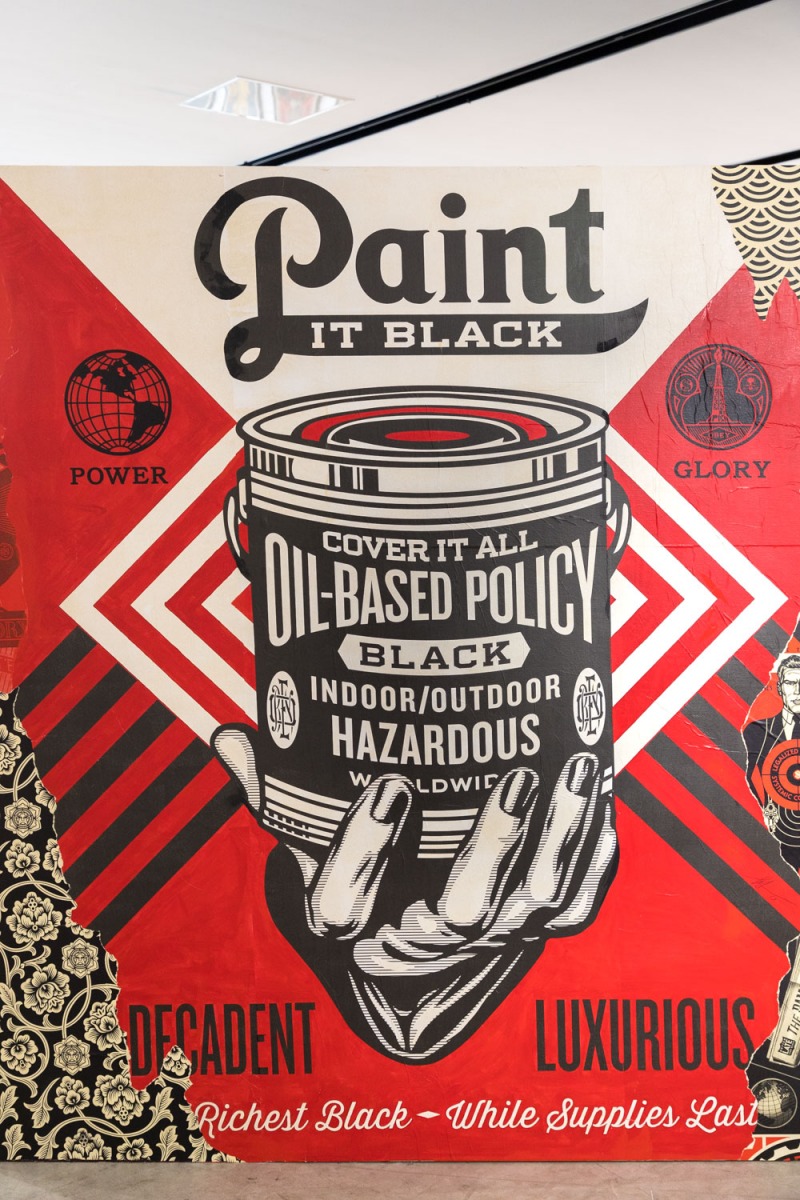 Paint
IT BLACK
POWER
GLORY
COVER IT ALL
OIL-BASED POLICY
BLACK
INDOOR/OUTDOOR
HAZARDOUS
DECADENT
LUXURIOUS
Richest Black - While Supplies Last